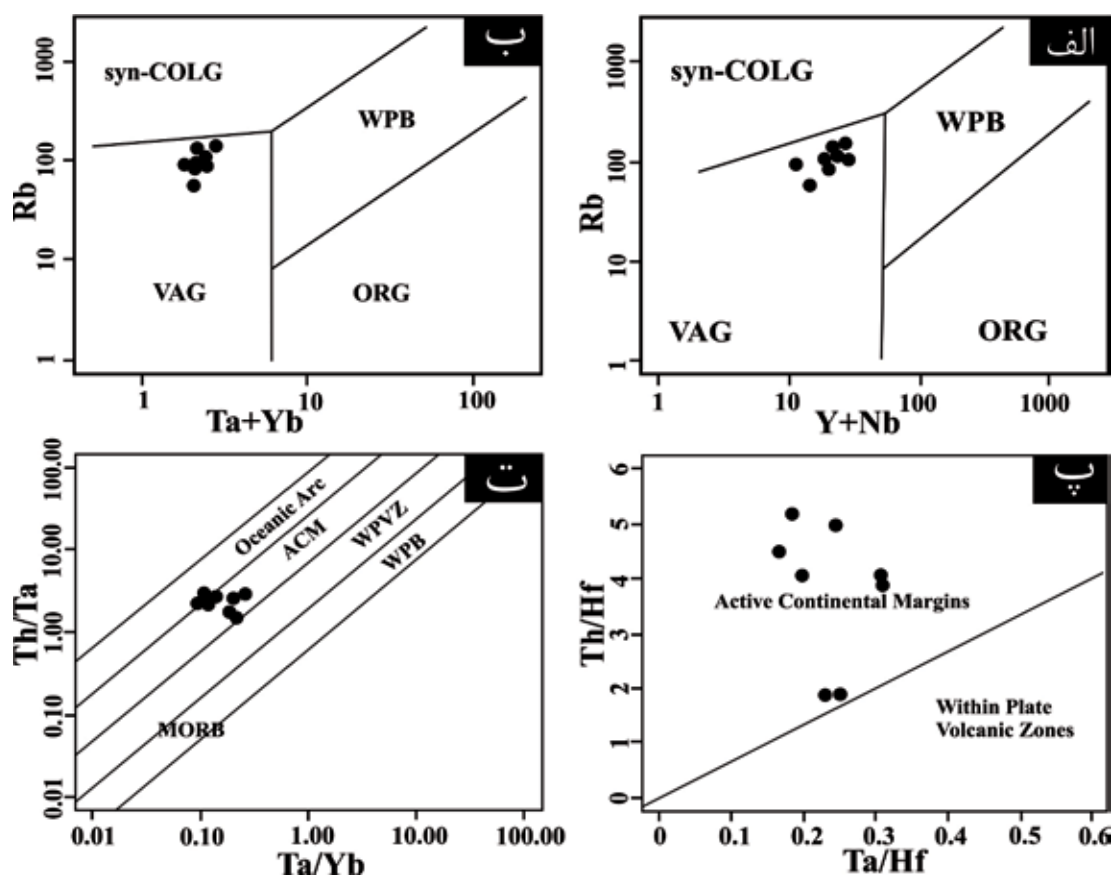 ب
1000
100
10
1
Rb
syn-COLG
WPB
VAG
ORG
1
10
100
Ta+Yb
الف
1000
100
10
1
Rb
syn-COLG
WPB
VAG
ORG
1
10
100
1000
Y+Nb
ت
100.00
10.00
1.00
0.10
0.01
Th/Ta
Oceanic Arc
ACM
WPVZ
WPB
MORB
0.01
0.10
1.00
10.00
100.00
Ta/Yb
پ
6
5
4
3
2
1
0
Th/Hf
Active Continental Margins
Within Plate
Volcanic Zones
0
0.1
0.2
0.3
0.4
0.5
0.6
Ta/Hf